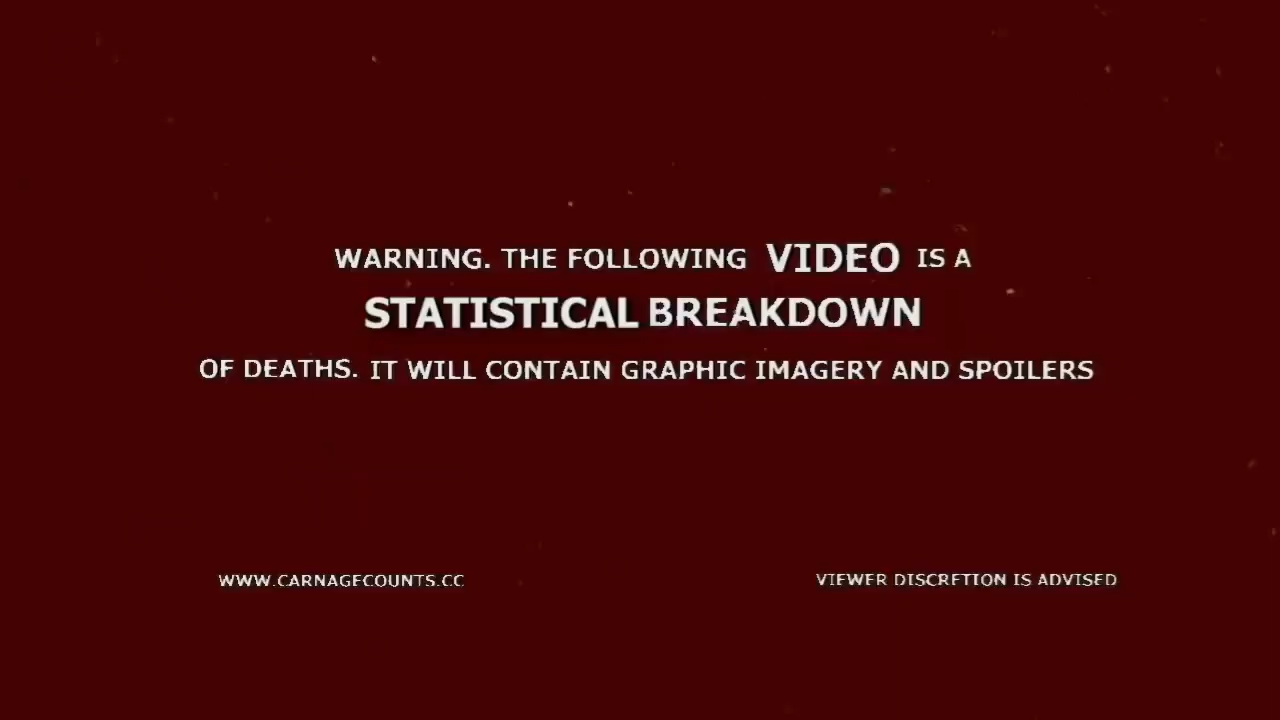 WARNING. THE FOLLOWING VIDEO IS A
STATISTICAL BREAKDOWN
OF DEATHS. IT WILL CONTAIN GRAPHIC IMAGERY AND SPOILERS
WWW.CARNAGECOUNTS.CC
VIEWER DISCRETION IS ADVISED